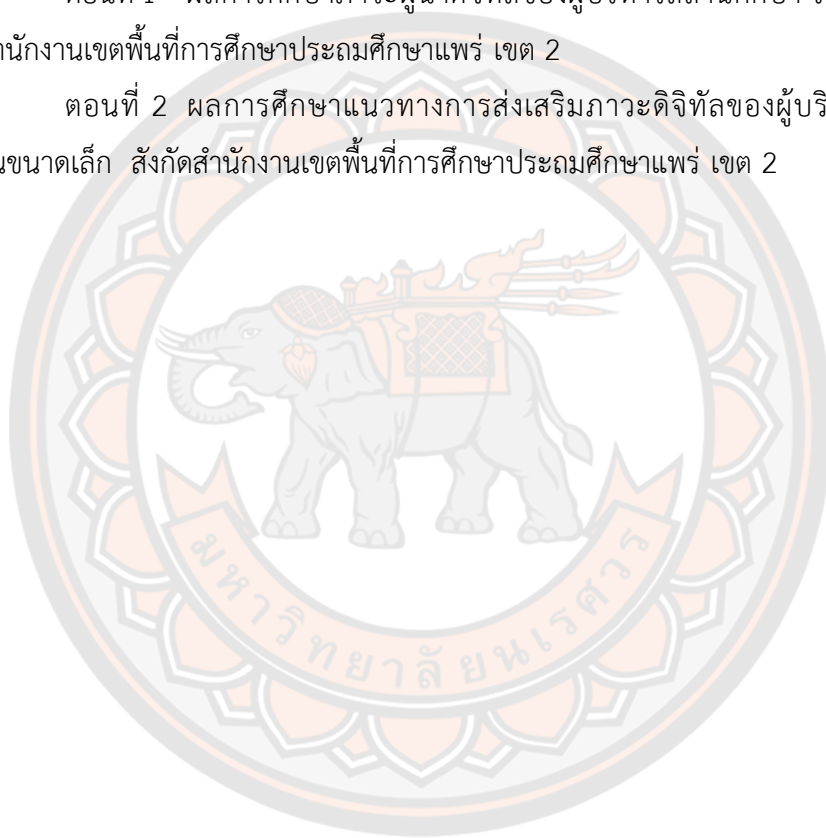 นักงานเขตพื้นที่การศึกษาประถมศึกษาแพร่ เขต 2
ตอนที่ 2 ผลการศึกษาแนวทางการส่งเสริมภาวะดิจิทัลของผู้บริ
นขนาดเล็ก สังกัดสำนักงานเขตพื้นที่การศึกษาประถมศึกษาแพร่ เขต 2
มหาวิทยาลัยนเรศวร